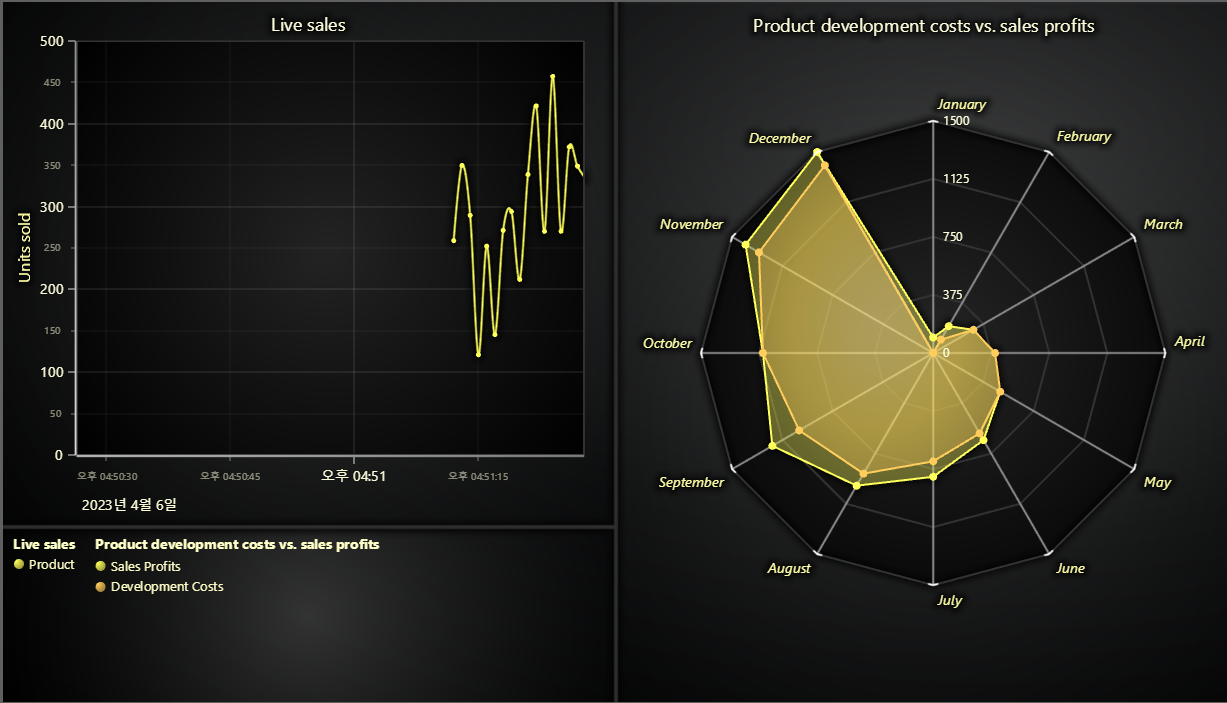 Live sales
Units sold
500
450
400
350
300
250
200
150
100
50
0
오후 04:50:30 오후 04:50:45 오후 04:51 오후 04:51:15
2023년 4월 6일
Live sales
Product
Product development costs vs. sales profits
Sales Profits
Development Costs
Product development costs vs. sales profits
January
February
March
April
May
June
July
August
September
October
November
December
1500
1125
750
375
0